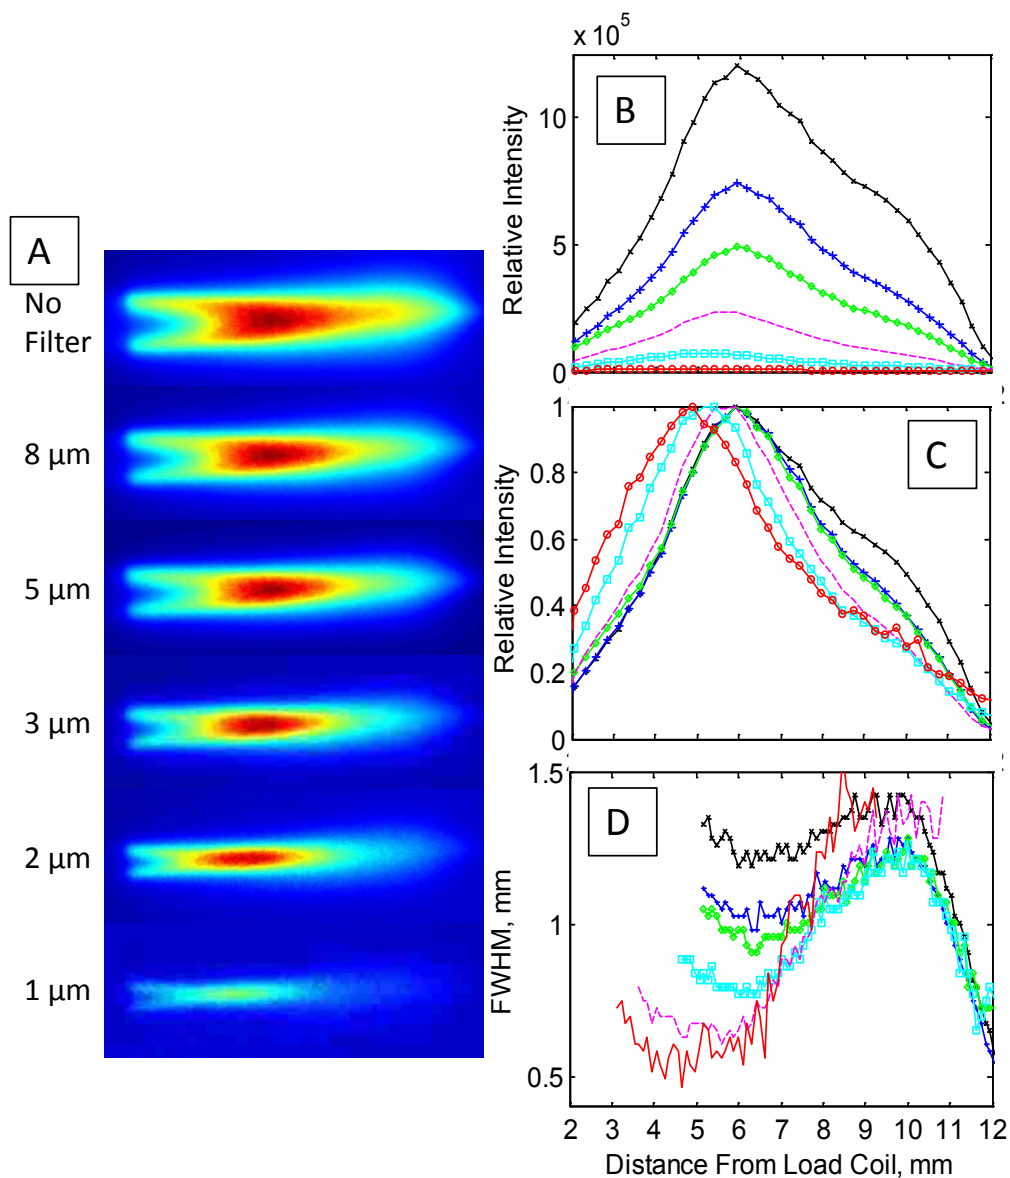 A
No
Filter
8 µm
5 µm
3 µm
2 µm
1 µm
x 10 5
B
10
5
0
Relative Intensity
C
1
0.8
0.6
0.4
0.2
0
Relative Intensity
D
1.5
1
0.5
FWHM, mm
2 3 4 5 6 7 8 9 10 11 12
Distance From Load Coil, mm